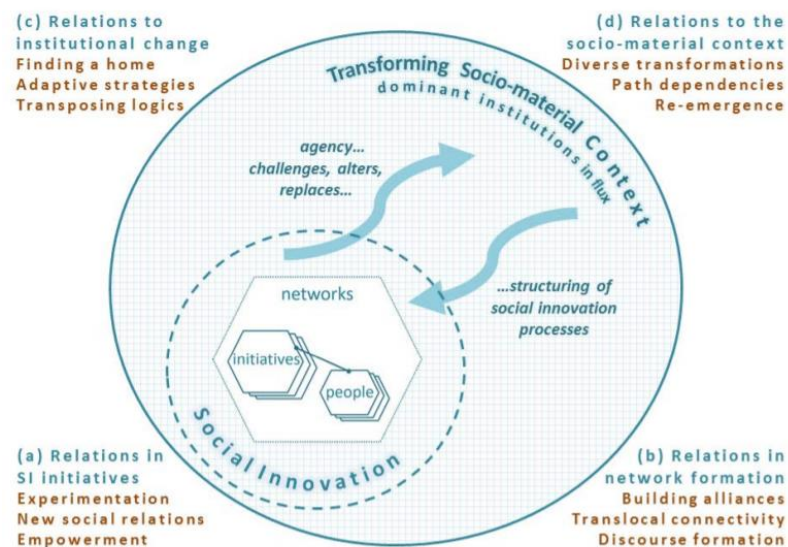 (c) Relations to
institutional change
Finding a home
Adaptive strategies
Transposing logics
(d) Relations to the
socio-material context
Diverse transformations
Path dependencies
Re-emergence
Transforming Socio-material Context
dominant institutions in flux
agency...
challenges, alters,
replaces...
...structuring of
social innovation
processes
networks
initiatives
people
Social Innovation
(a) Relations in
SI initiatives
Experimentation
New social relations
Empowerment
(b) Relations in
network formation
Building alliances
Translocal connectivity
Discourse formation